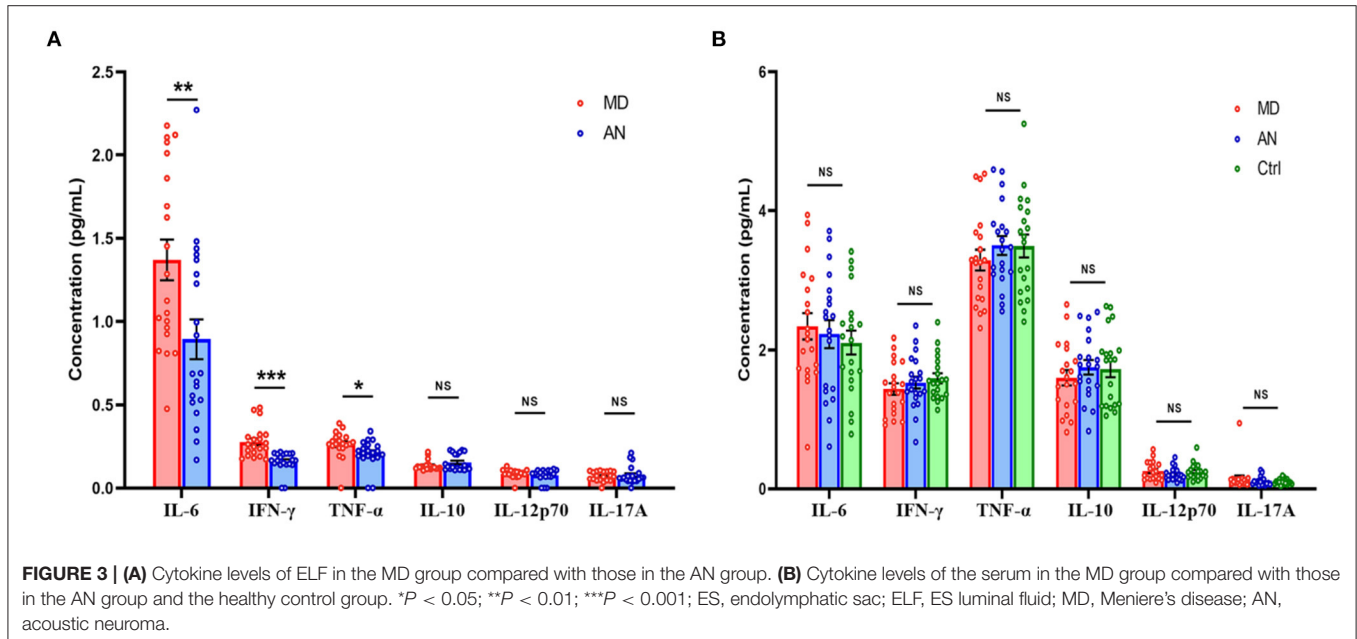 A
B
2.5
2.0
1.5
1.0
0.5
0.0
Concentration (pg/mL)
**
***
*
NS
NS
NS
MD
AN
IL-6
IFN-γ
TNF-α
IL-10
IL-12p70
IL-17A
6
4
2
0
Concentration (pg/mL)
NS
NS
NS
NS
NS
NS
MD
AN
Ctrl
IL-6
IFN-γ
TNF-α
IL-10
IL-12p70
IL-17A
FIGURE 3 | (A) Cytokine levels of ELF in the MD group compared with those in the AN group. (B) Cytokine levels of the serum in the MD group compared with those
in the AN group and the healthy control group. *P < 0.05; **P < 0.01; ***P < 0.001; ES, endolymphatic sac; ELF, ES luminal fluid; MD, Meniere's disease; AN,
acoustic neuroma.